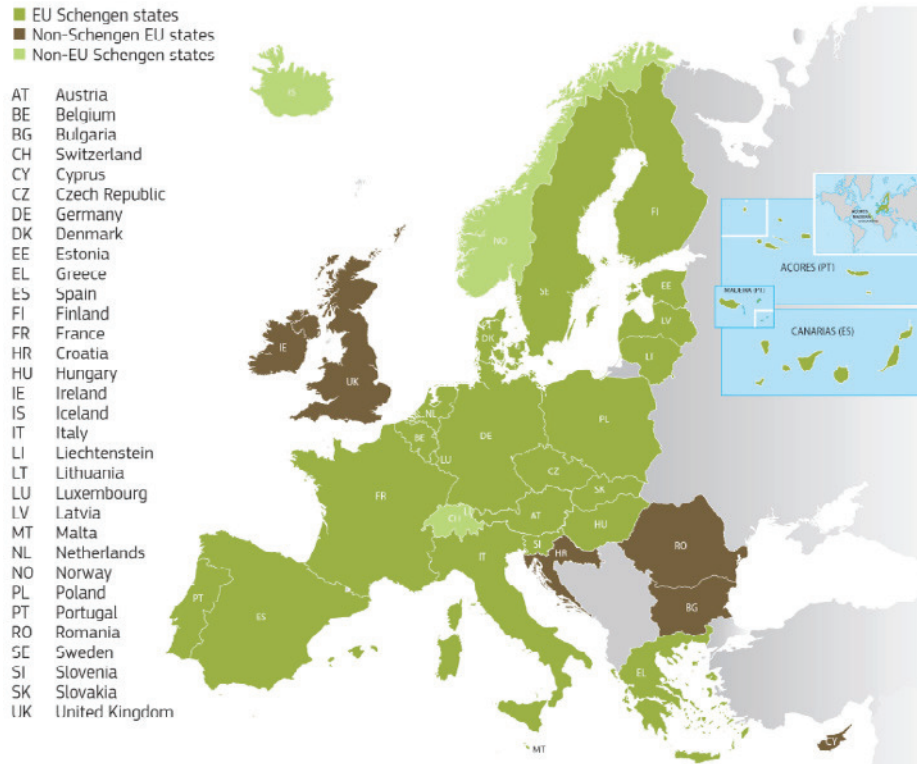 EU Schengen states
Non-Schengen EU states
Non-EU Schengen states
AT Austria
BE Belgium
BG Bulgaria
CH Switzerland
CY Cyprus
CZ Czech Republic
DE Germany
DK Denmark
EE Estonia
EL Greece
ES Spain
FI Finland
FR France
HR Croatia
HU Hungary
IE Ireland
IS Iceland
IT Italy
LI Liechtenstein
LT Lithuania
LU Luxembourg
LV Latvia
MT Malta
NL Netherlands
NO Norway
PL Poland
PT Portugal
RO Romania
SE Sweden
SI Slovenia
SK Slovakia
UK United Kingdom
IS
FI
NO
SE
EE
LV
LI
DK
IE
UK
NL
BE
LU
DE
PL
CZ
SK
FR
CH
LI
AT
HU
SI
HR
IT
RO
BG
PT
ES
EL
MT
CY
AÇORES (PT)
MADEIRA (PT)
CANARIAS (ES)